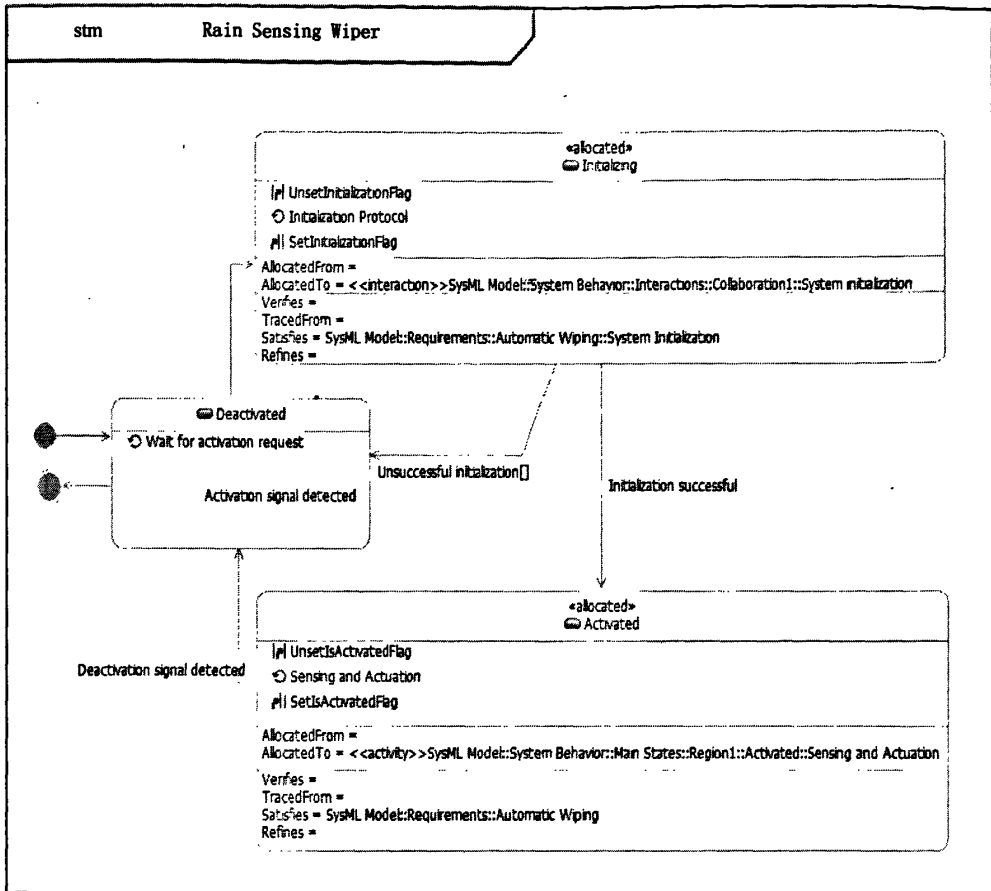 stm Rain Sensing Wiper
«allocated»
Initializing
UnsetInitializationFlag
Initialization Protocol
SetInitializationFlag
AllocatedFrom =
AllocatedTo = <<interaction>>SysML Model::System Behavior::Interactions::Collaboration1::System initialization
Verifies =
TracedFrom =
Satisfies = SysML Model::Requirements::Automatic Wiping::System Initialization
Refines =
Deactivated
Wait for activation request
Activation signal detected
Unsuccessful initialization[]
Initialization successful
Deactivation signal detected
«allocated»
Activated
UnsetIsActivatedFlag
Sensing and Actuation
SetIsActivatedFlag
AllocatedFrom =
AllocatedTo = <<activity>>SysML Model::System Behavior::Main States::Region1::Activated::Sensing and Actuation
Verifies =
TracedFrom =
Satisfies = SysML Model::Requirements::Automatic Wiping
Refines =